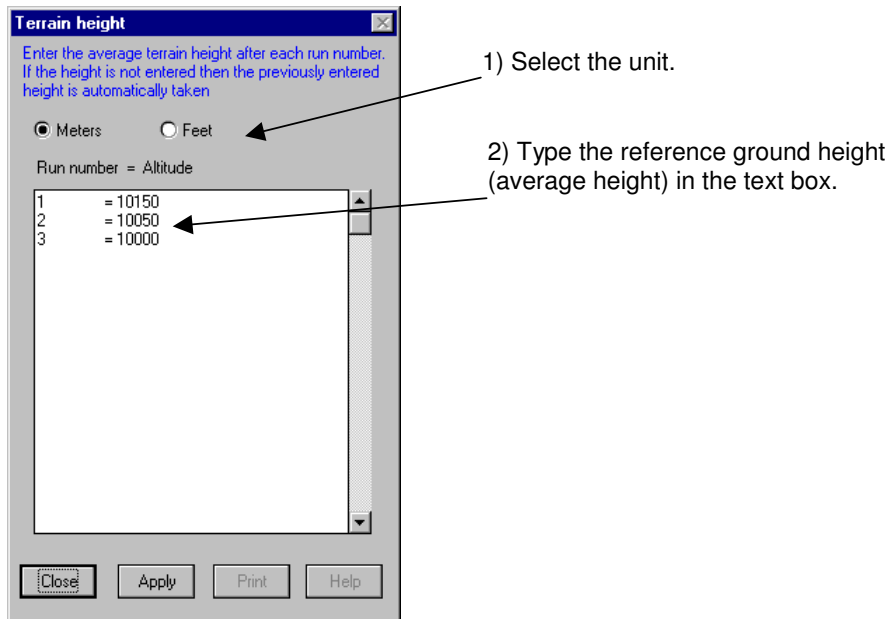 Terrain height
Enter the average terrain height after each run number.
If the height is not entered then the previously entered
height is automatically taken
Meters Feet
Run number = Altitude
1 = 10150
2 = 10050
3 = 10000
Close Apply Print Help
1) Select the unit.
2) Type the reference ground height
(average height) in the text box.